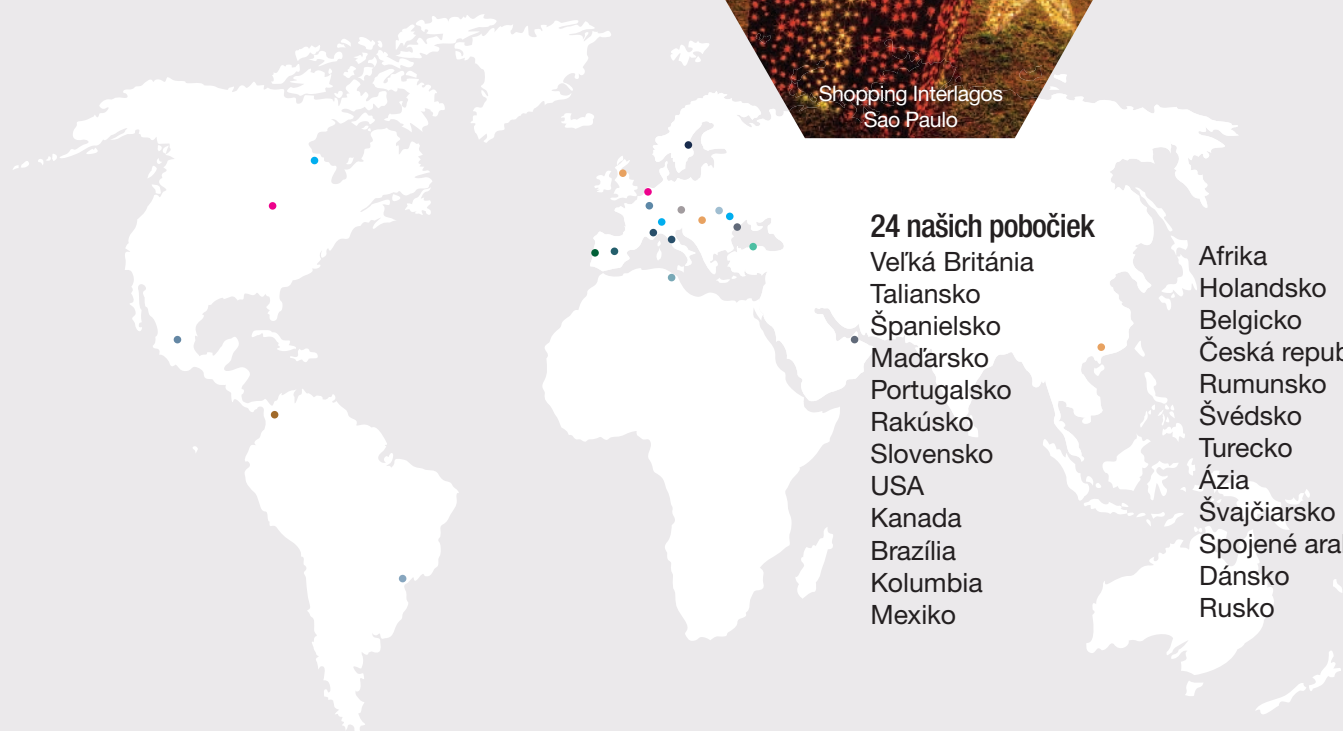 Shopping Interlagos
Sao Paulo
24 našich pobočiek
Veľká Británia
Taliansko
Španielsko
Maďarsko
Portugalsko
Rakúsko
Slovensko
USA
Kanada
Brazília
Kolumbia
Mexiko
Afrika
Holandsko
Belgicko
Česká repub
Rumunsko
Švédsko
Turecko
Ázia
Švajčiarsko
Spojené ara
Dánsko
Rusko